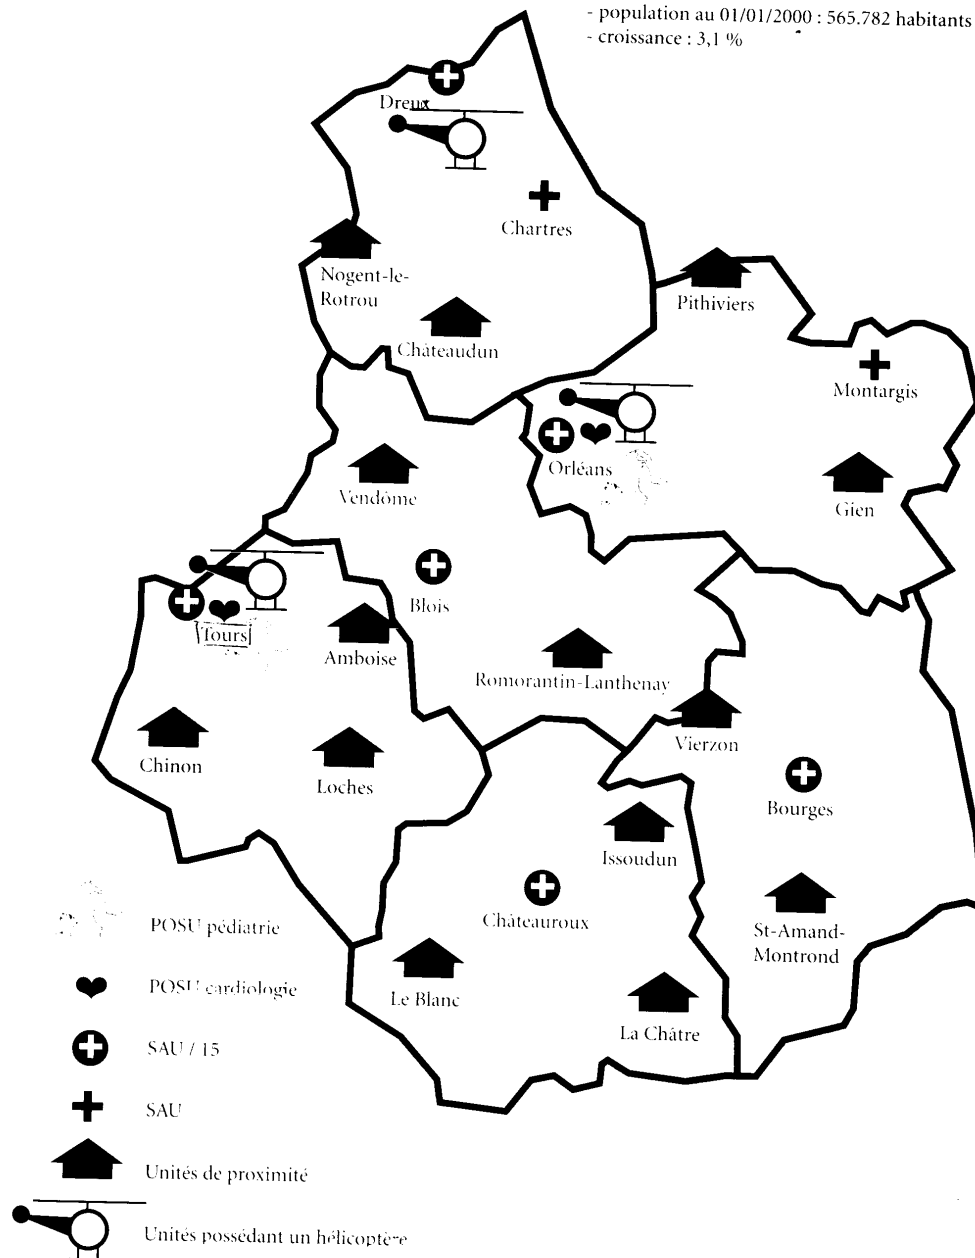 - population au 01/01/2000 : 565.782 habitants
- croissance : 3,1 %
Dreux
Chartres
Nogent-le-
Rotrou
Pithiviers
Châteaudun
Montargis
Orléans
Vendôme
Gien
Blois
Tours
Amboise
Romorantin-Lanthenay
Vierzon
Chinon
Loches
Bourges
Issoudun
Châteauroux
St-Amand-
Montrond
Le Blanc
La Châtre
POSU pédiatrie
POSU cardiologie
SAU / 15
SAU
Unités de proximité
Unités possédant un hélicoptère